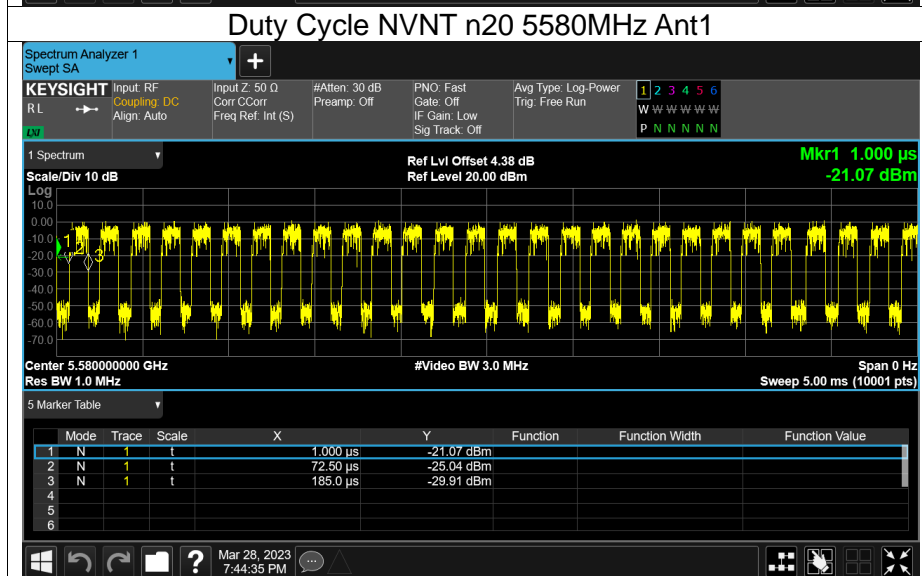 Duty Cycle NVNT n20 5580MHz Ant1
Spectrum Analyzer 1
Swept SA
+
KEYSIGHT Input: RF Input Z: 50 Ω #Atten: 30 dB PNO: Fast Avg Type: Log-Power 1 2 3 4 5 6
R L Coupling: DC Corr CCorr Preamp: Off Gate: Off Trig: Free Run W W W W W W
Align: Auto Freq Ref: Int (S) IF Gain: Low
LXI Sig Track: Off P N N N N N
1 Spectrum Ref Lvl Offset 4.38 dB Mkr1 1.000 µs
Scale/Div 10 dB Ref Level 20.00 dBm -21.07 dBm
Log
10.0
0.00
-10.0
-20.0
-30.0
-40.0
-50.0
-60.0
-70.0
1
2
3
Center 5.580000000 GHz #Video BW 3.0 MHz Span 0 Hz
Res BW 1.0 MHz Sweep 5.00 ms (10001 pts)
5 Marker Table
Mode Trace Scale X Y Function Function Width Function Value
1 N 1 t 1.000 µs -21.07 dBm
2 N 1 t 72.50 µs -25.04 dBm
3 N 1 t 185.0 µs -29.91 dBm
4
5
6
? Mar 28, 2023
7:44:35 PM